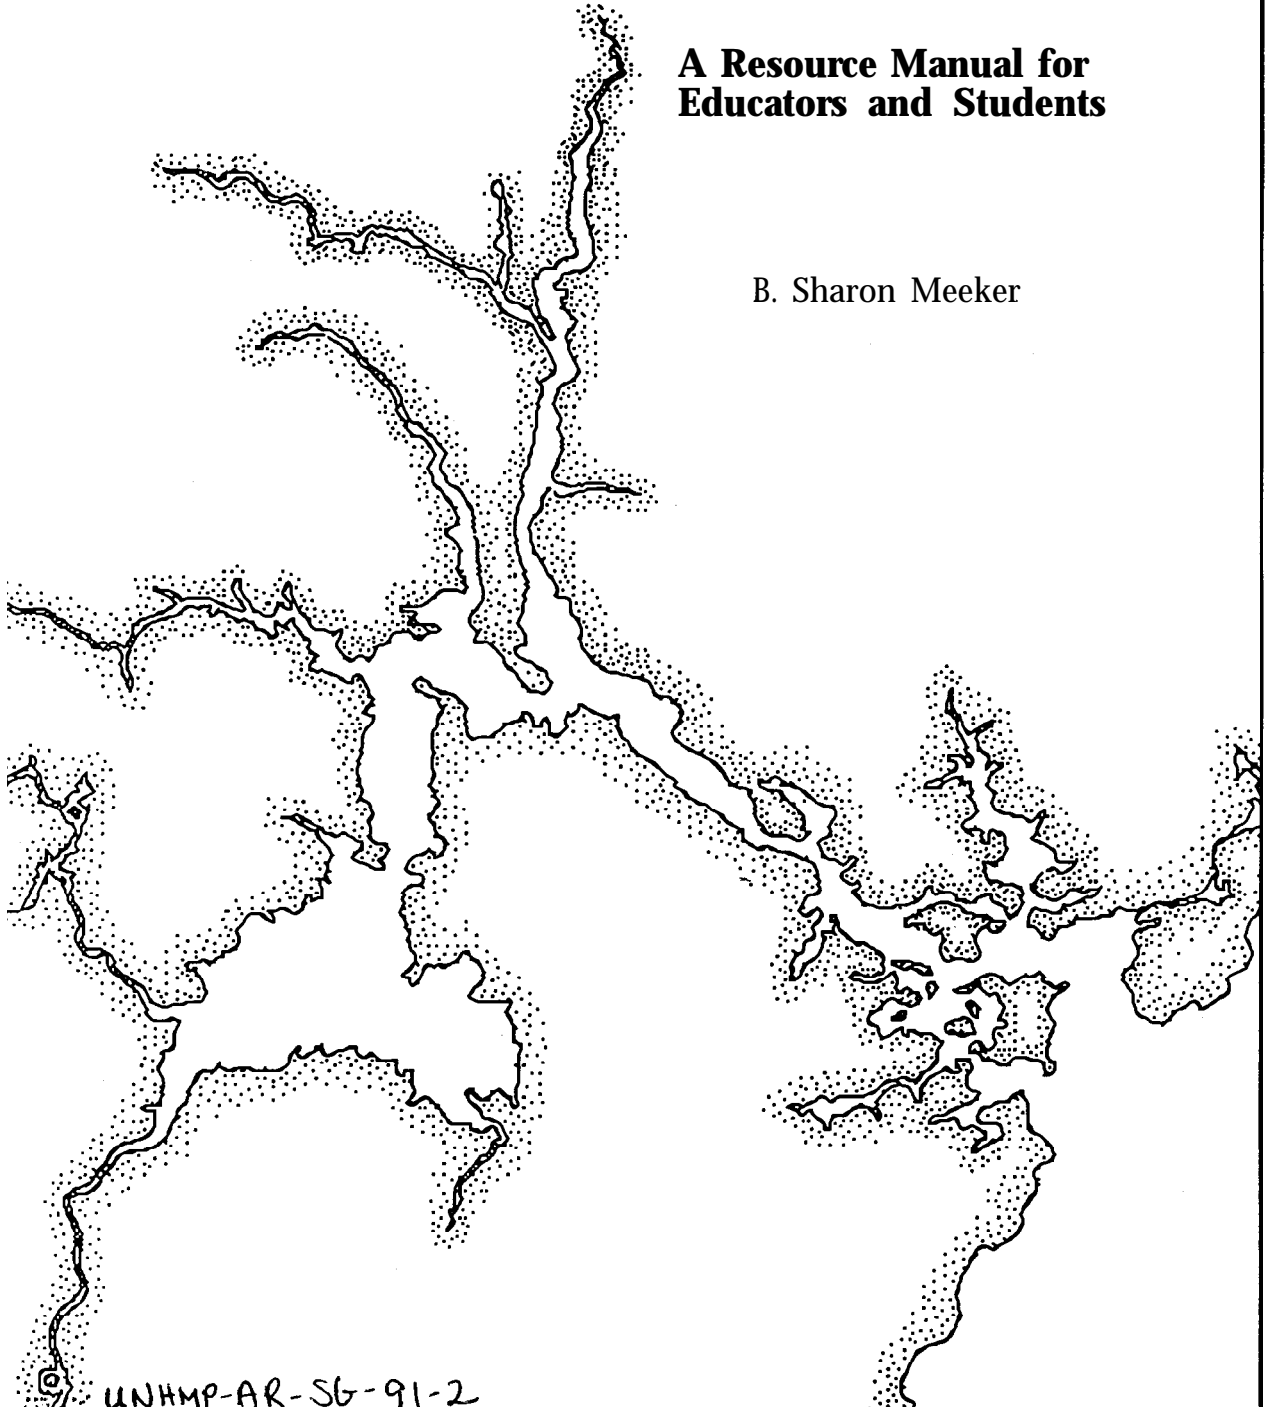 A Resource Manual for
Educators and Students
B. Sharon Meeker
UNHMP-AR-SG-91-2